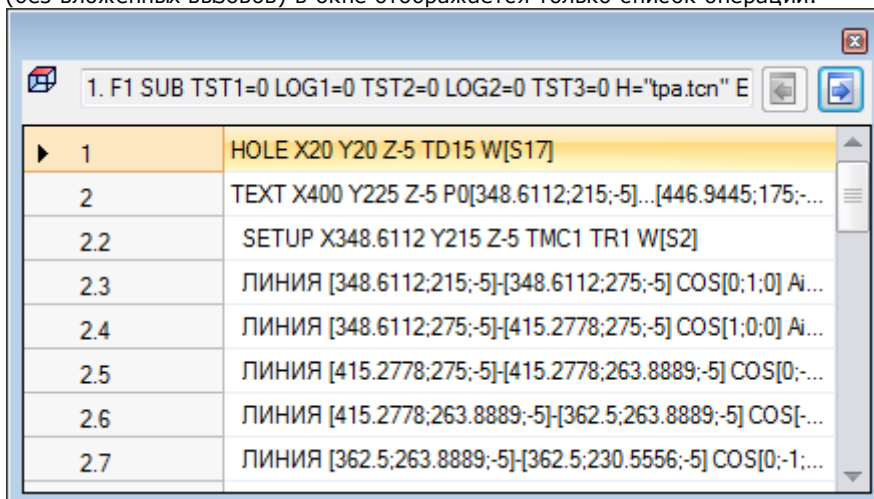 (без вложенных вызовов) в окне отображается только список операций.
1. F1 SUB TST1=0 LOG1=0 TST2=0 LOG2=0 TST3=0 H="tpa.tcn" E
1 HOLE X20 Y20 Z-5 TD15 W[S17]
2 TEXT X400 Y225 Z-5 P0[348.6112;215;-5]...[446.9445;175;-...
2.2 SETUP X348.6112 Y215 Z-5 TMC1 TR1 W[S2]
2.3 ЛИНИЯ [348.6112;215;-5]-[348.6112;275;-5] COS[0;1;0] Ai...
2.4 ЛИНИЯ [348.6112;275;-5]-[415.2778;275;-5] COS[1;0;0] Ai...
2.5 ЛИНИЯ [415.2778;275;-5]-[415.2778;263.8889;-5] COS[0;-...
2.6 ЛИНИЯ [415.2778;263.8889;-5]-[362.5;263.8889;-5] COS[-...
2.7 ЛИНИЯ [362.5;263.8889;-5]-[362.5;230.5556;-5] COS[0;-1;...